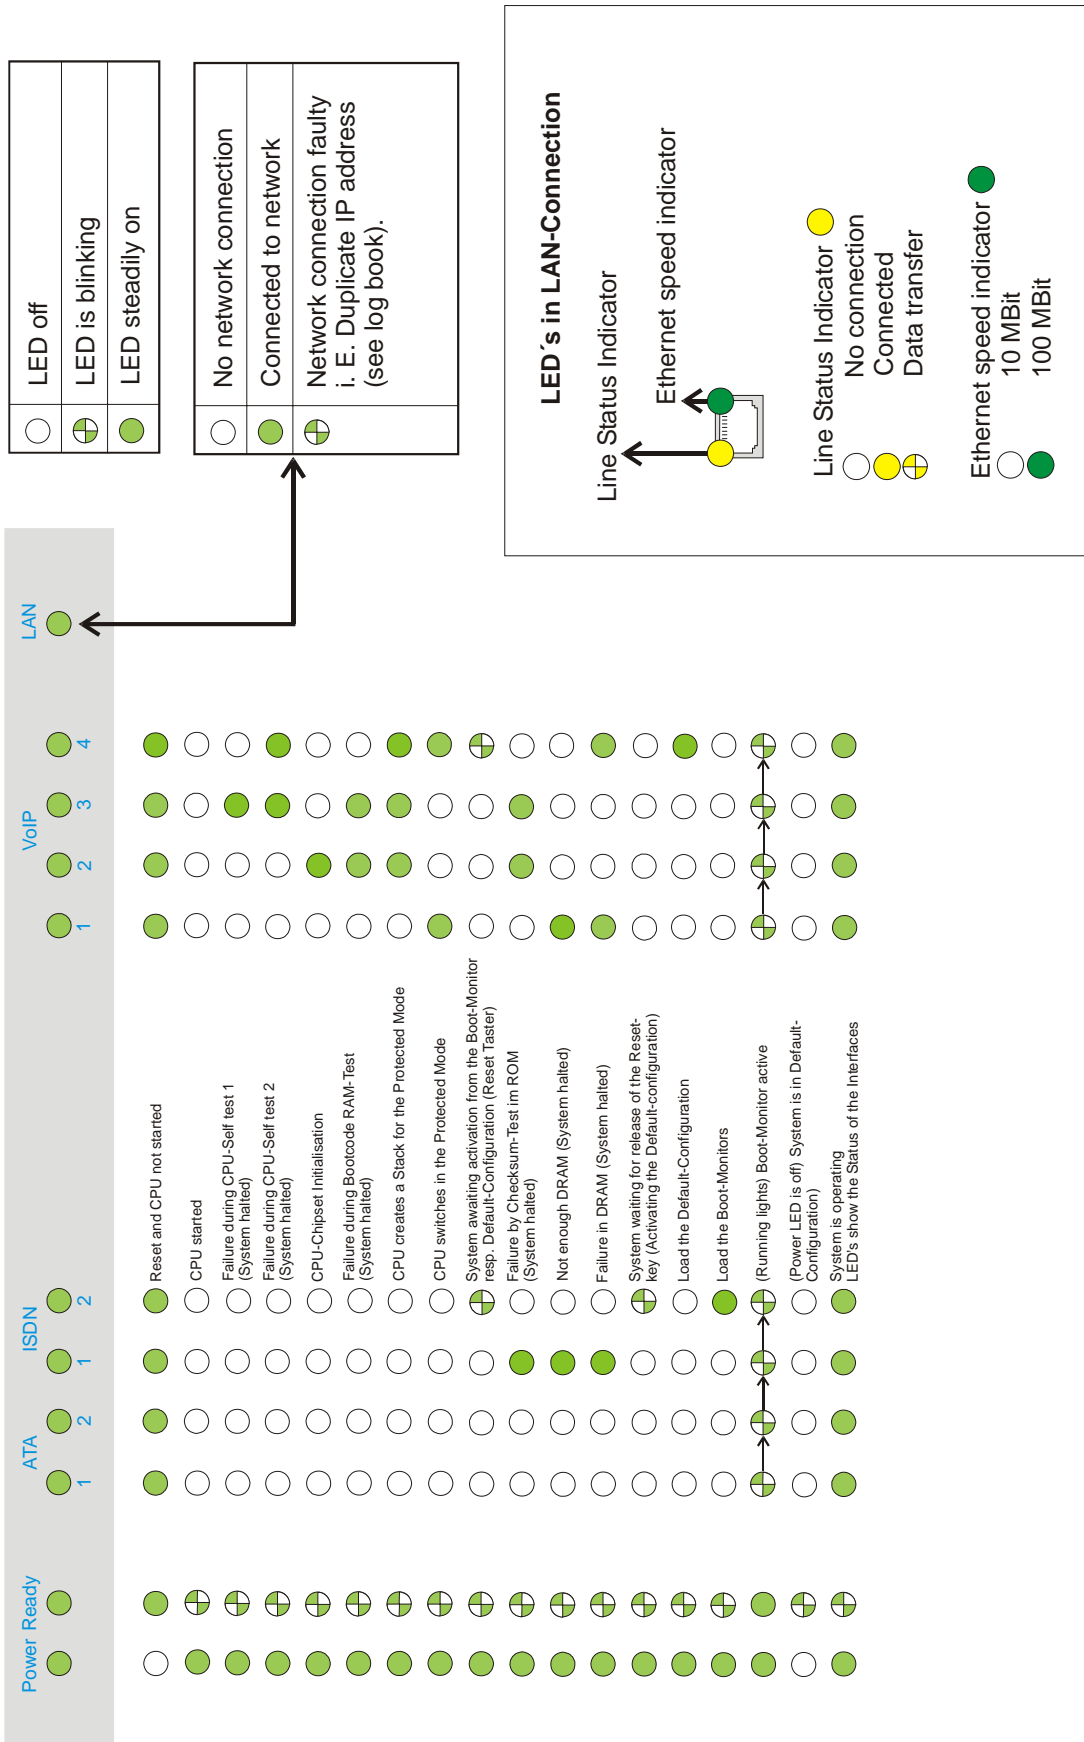 Power Ready
ATA
ISDN
VoIP
LAN
1
2
1
2
1
2
3
4
Reset and CPU not started
CPU started
Failure during CPU-Self test 1
(System halted)
Failure during CPU-Self test 2
(System halted)
CPU-Chipset Initialisation
Failure during Bootcode RAM-Test
(System halted)
CPU creates a Stack for the Protected Mode
CPU switches in the Protected Mode
System awaiting activation from the Boot-Monitor
resp. Default-Configuration (Reset Taster)
Failure by Checksum-Test im ROM
(System halted)
Not enough DRAM (System halted)
Failure in DRAM (System halted)
System waiting for release of the Reset-
key (Activating the Default-configuration)
Load the Default-Configuration
Load the Boot-Monitors
(Running lights) Boot-Monitor active
(Power LED is off) System is in Default-
Configuration)
System is operating
LED's show the Status of the Interfaces
LED off
LED is blinking
LED steadily on
No network connection
Connected to network
Network connection faulty
i. E. Duplicate IP address
(see log book).
LED´s in LAN-Connection
Line Status Indicator
Ethernet speed indicator
Line Status Indicator
No connection
Connected
Data transfer
Ethernet speed indicator
10 MBit
100 MBit